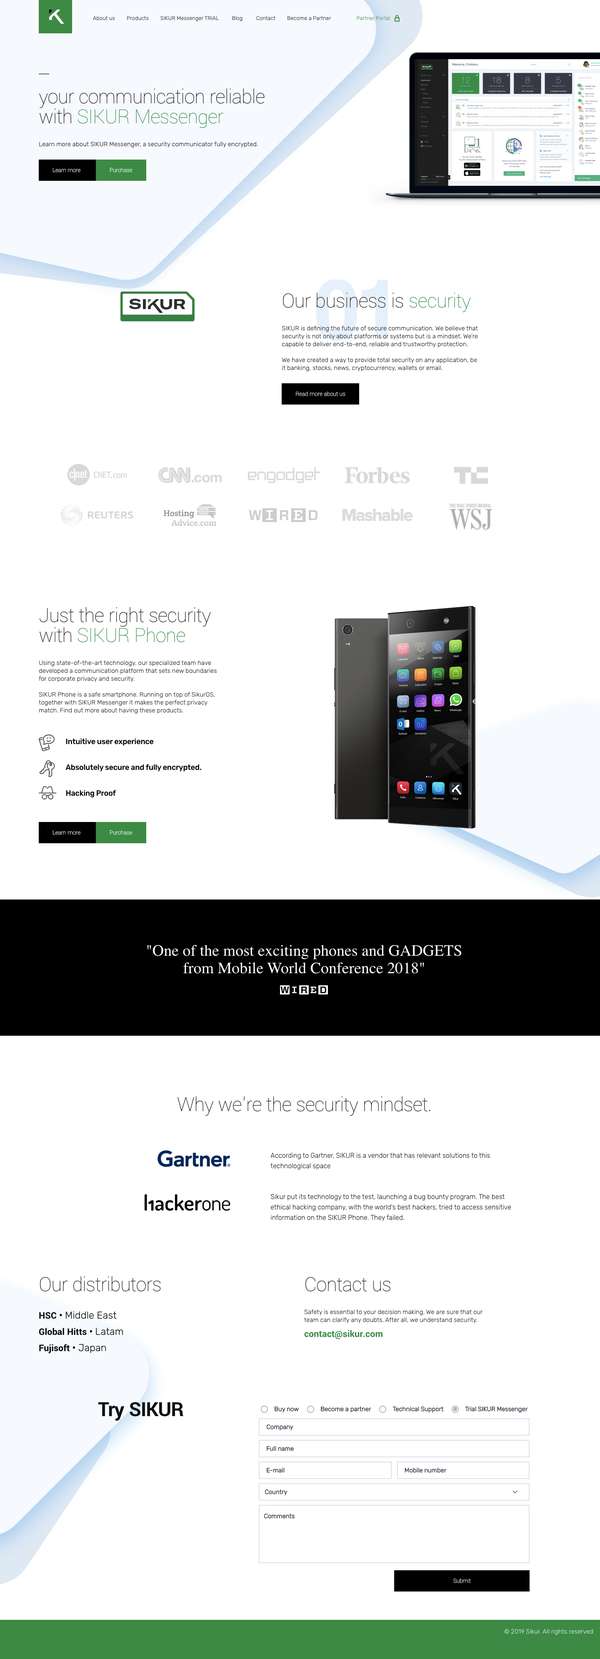 About us Products SIKUR Messenger TRIAL Blog Contact Become a Partner Partner Portal
your communication reliable
with SIKUR Messenger
Learn more about SIKUR Messenger, a security communicator fully encrypted.
Learn more Purchase
12 18 8 5
SIKUR
01
Our business is security
SIKUR is defining the future of secure communication. We believe that
security is not only about platforms or systems but is a mindset. We're
capable to deliver end-to-end, reliable and trustworthy protection.
We have created a way to provide total security on any application, be
it banking, stocks, news, cryptocurrency, wallets or email.
Read more about us
cnet CNET.com CNN.com engadget Forbes TC
REUTERS Hosting Advice.com WIRED Mashable WSJ
Just the right security
with SIKUR Phone
Using state-of-the-art technology, our specialized team have
developed a communication platform that sets new boundaries
for corporate privacy and security.
SIKUR Phone is a safe smartphone. Running on top of SikurOS,
together with SIKUR Messenger it makes the perfect privacy
match. Find out more about having these products.
Intuitive user experience
Absolutely secure and fully encrypted.
Hacking Proof
Learn more Purchase
"One of the most exciting phones and GADGETS
from Mobile World Conference 2018"
WIRED
Why we're the security mindset.
Gartner
According to Gartner, SIKUR is a vendor that has relevant solutions to this
technological space
hackerone
Sikur put its technology to the test, launching a bug bounty program. The best
ethical hacking company, with the world's best hackers, tried to access sensitive
information on the SIKUR Phone. They failed.
Our distributors
HSC • Middle East
Global Hitts • Latam
Fujisoft • Japan
Contact us
Safety is essential to your decision making. We are sure that our
team can clarify any doubts. After all, we understand security.
contact@sikur.com
Try SIKUR
Buy now Become a partner Technical Support Trial SIKUR Messenger
Company
Full name
E-mail Mobile number
Country
Comments
Submit
© 2019 Sikur. All rights reserved